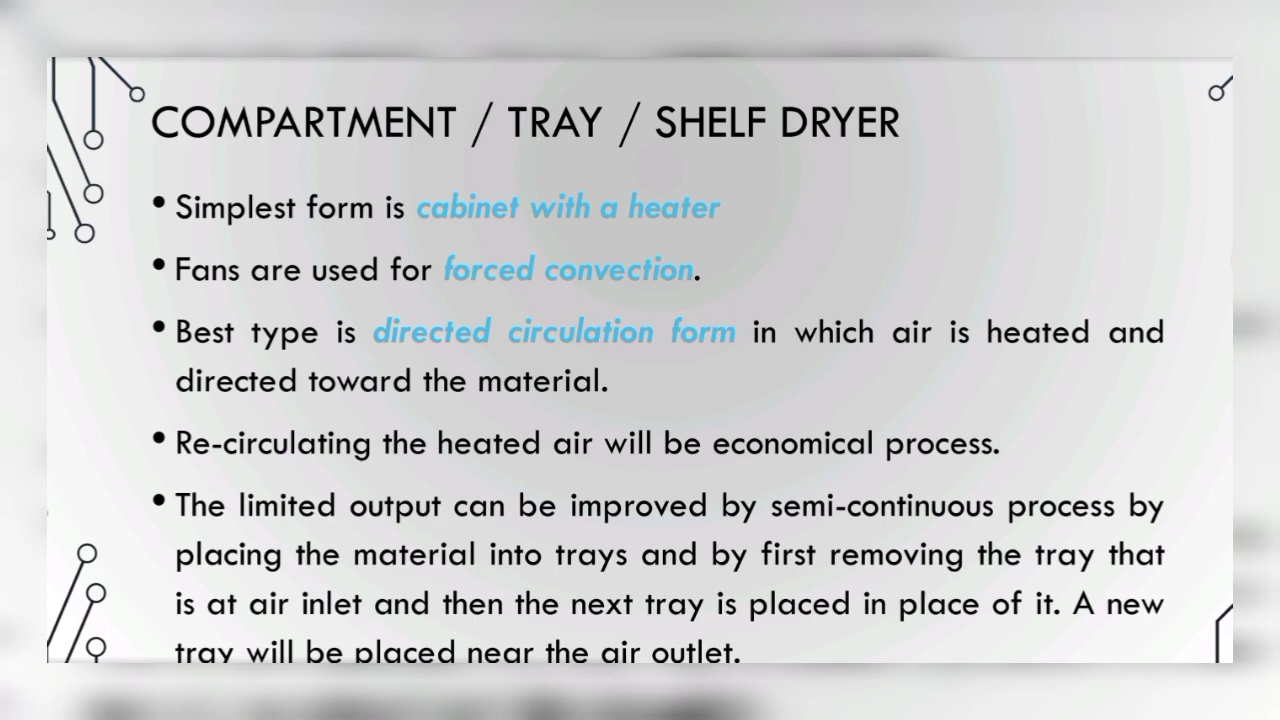 COMPARTMENT / TRAY / SHELF DRYER
• Simplest form is cabinet with a heater
• Fans are used for forced convection.
• Best type is directed circulation form in which air is heated and
directed toward the material.
• Re-circulating the heated air will be economical process.
• The limited output can be improved by semi-continuous process by
placing the material into trays and by first removing the tray that
is at air inlet and then the next tray is placed in place of it. A new
tray will be placed near the air outlet.